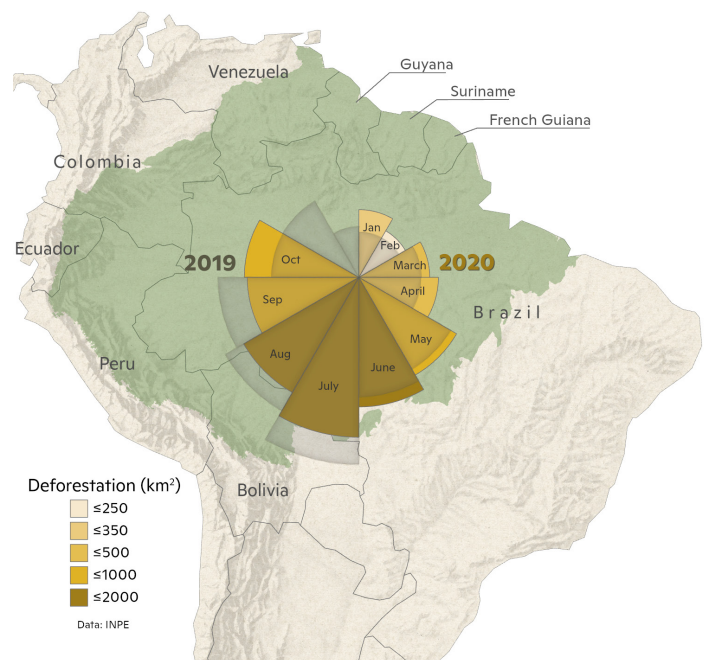 Guyana
Venezuela
Suriname
French Guiana
Colombia
Jan
Ecuador
Feb
2019
Oct
March
2020
April
Sep
Brazil
May
Aug
Peru
June
July
Deforestation (km²)
Bolivia
≤250
≤350
≤500
≤1000
≤2000
Data: INPE